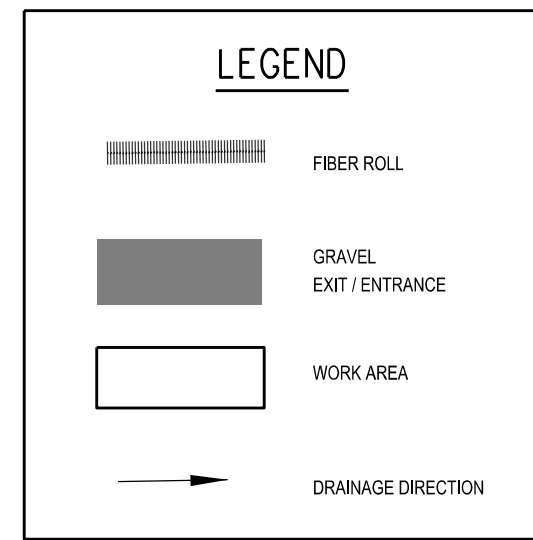 LEGEND
FIBER ROLL
GRAVEL
EXIT / ENTRANCE
WORK AREA
DRAINAGE DIRECTION